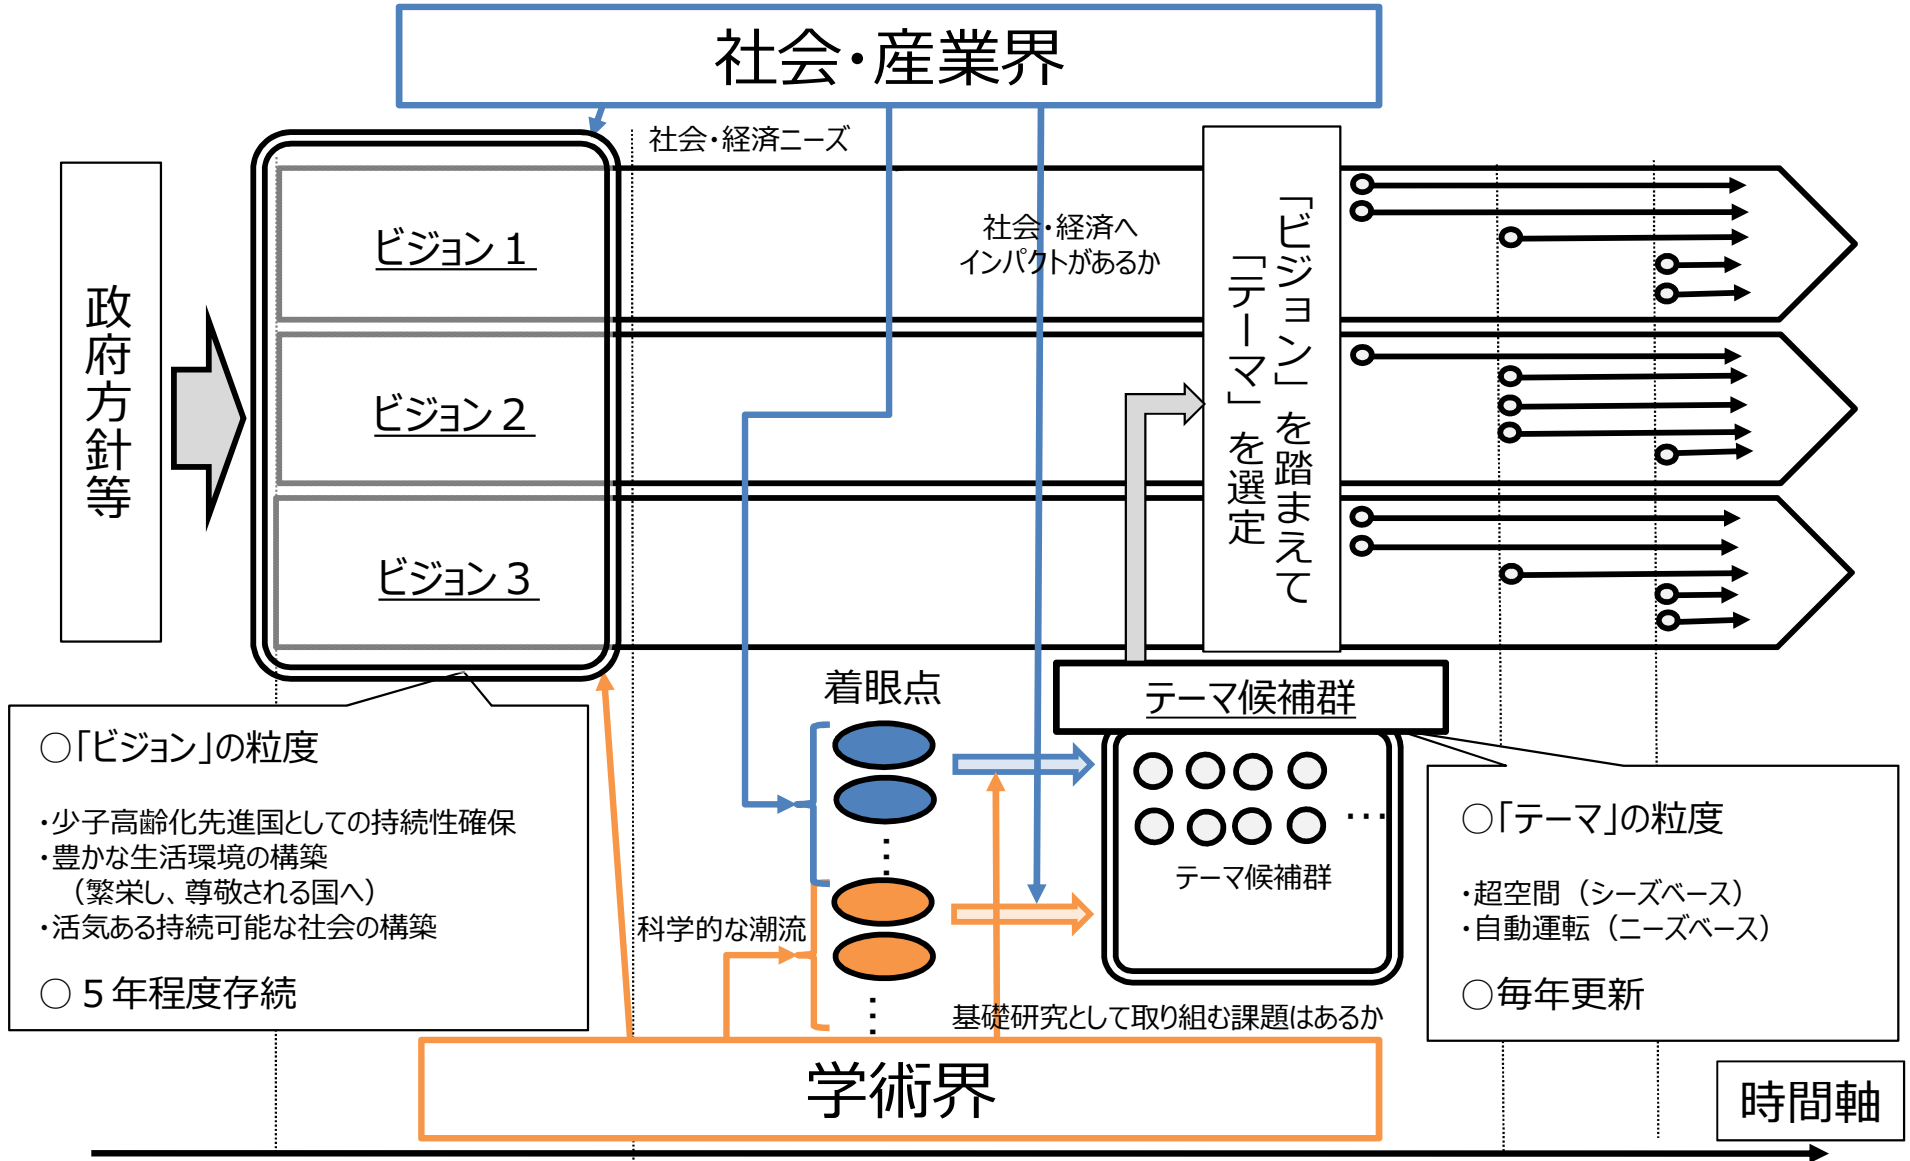 社会・産業界
社会・経済ニーズ
政府方針等
ビジョン１
ビジョン２
ビジョン３
社会・経済へ
インパクトがあるか
「ビジョン」を踏まえて
「テーマ」を選定
着眼点
テーマ候補群
○「ビジョン」の粒度
・少子高齢化先進国としての持続性確保
・豊かな生活環境の構築
（繁栄し、尊敬される国へ）
・活気ある持続可能な社会の構築
○５年程度存続
科学的な潮流
…
テーマ候補群
○「テーマ」の粒度
・超空間（シーズベース）
・自動運転（ニーズベース）
○毎年更新
基礎研究として取り組む課題はあるか
学術界
時間軸